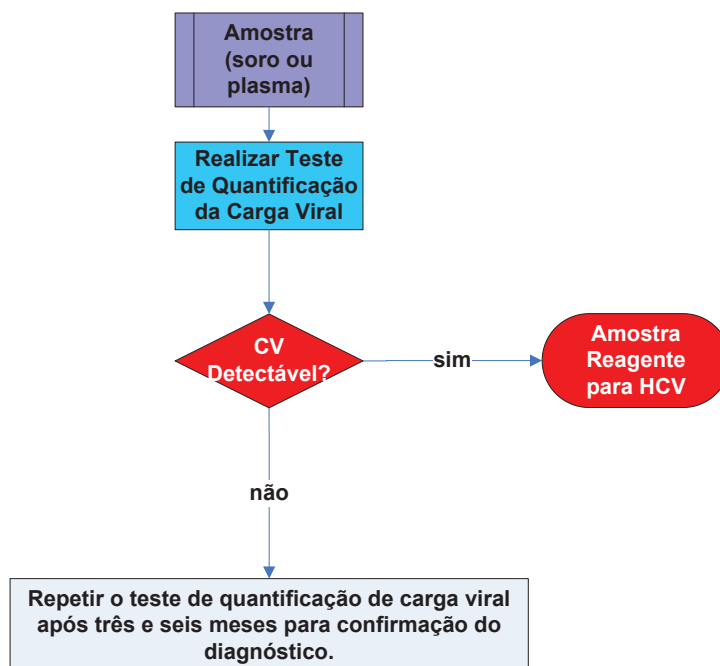 Amostra
(soro ou
plasma)
Realizar Teste
de Quantificação
da Carga Viral
CV
Detectável?
sim
Amostra
Reagente
para HCV
não
Repetir o teste de quantificação de carga viral
após três e seis meses para confirmação do
diagnóstico.